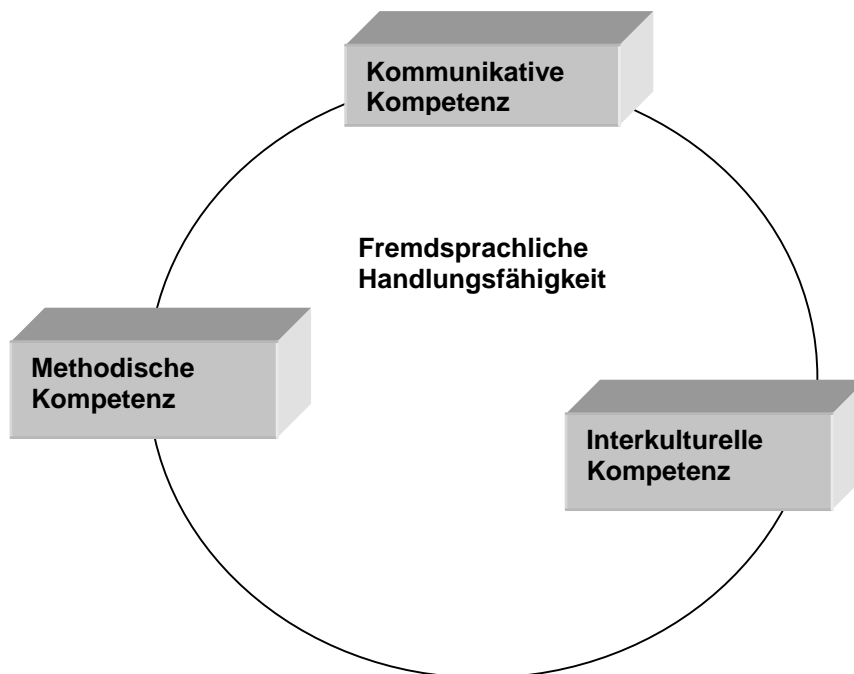 Kommunikative
Kompetenz
Fremdsprachliche
Handlungsfähigkeit
Methodische
Kompetenz
Interkulturelle
Kompetenz